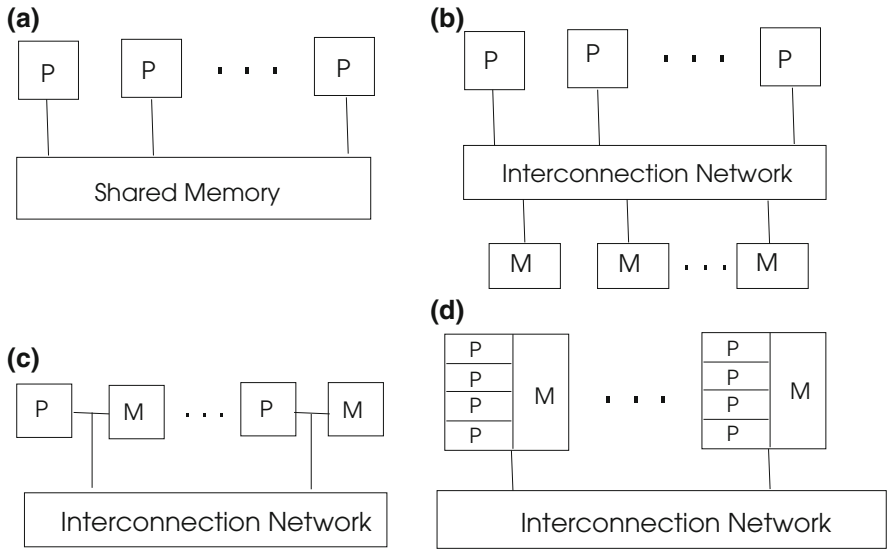 (a)
P P . . . P
Shared Memory
(b)
P P . . . P
Interconnection Network
M M . . . M
(c)
P M . . . P M
Interconnection Network
(d)
P
P
P
P
M
. . .
P
P
P
P
M
Interconnection Network